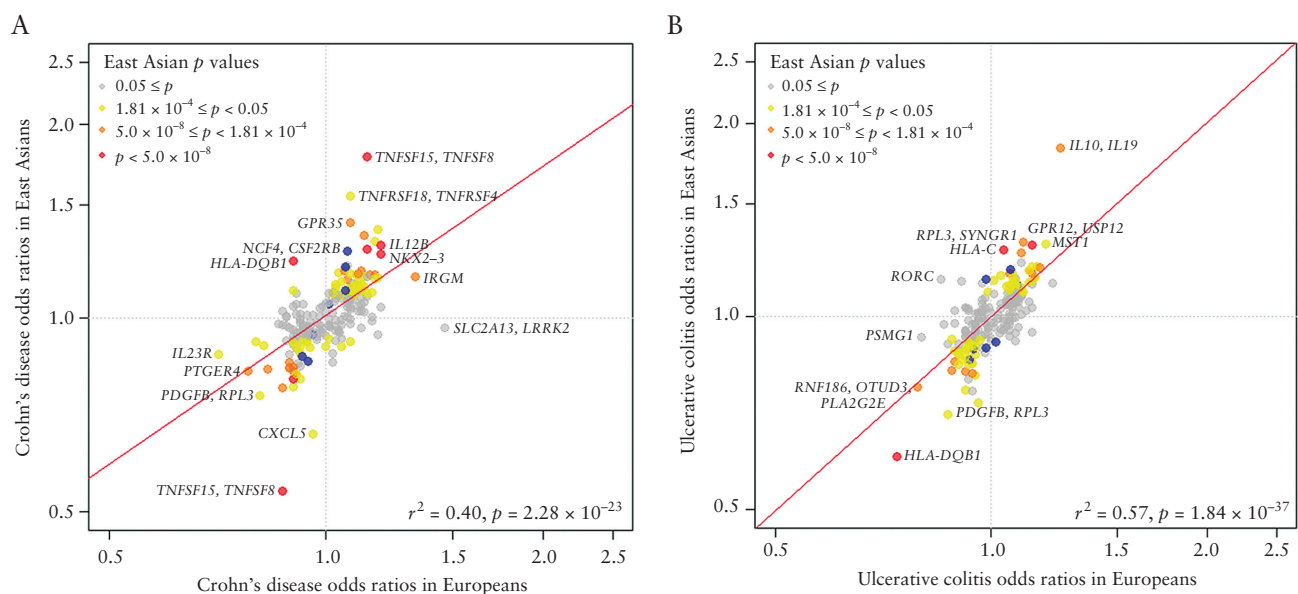 A
East Asian p values
0.05 ≤ p
1.81 × 10⁻⁴ ≤ p < 0.05
5.0 × 10⁻⁸ ≤ p < 1.81 × 10⁻⁴
p < 5.0 × 10⁻⁸
Crohn's disease odds ratios in East Asians
2.5
2.0
1.5
1.0
0.5
TNFSF15, TNFSF8
TNFRSF18, TNFRSF4
GPR35
NCF4, CSF2RB
IL12B
HLA-DQB1
NKX2–3
IRGM
SLC2A13, LRRK2
IL23R
PTGER4
PDGFB, RPL3
CXCL5
TNFSF15, TNFSF8
r² = 0.40, p = 2.28 × 10⁻²³
0.5
1.0
1.5
2.0
2.5
Crohn's disease odds ratios in Europeans
B
East Asian p values
0.05 ≤ p
1.81 × 10⁻⁴ ≤ p < 0.05
5.0 × 10⁻⁸ ≤ p < 1.81 × 10⁻⁴
p < 5.0 × 10⁻⁸
Ulcerative colitis odds ratios in East Asians
2.5
2.0
1.5
1.0
0.5
IL10, IL19
RPL3, SYNGR1
GPR12, USP12
HLA-C
MST1
RORC
PSMG1
RNF186, OTUD3
PLA2G2E
PDGFB, RPL3
HLA-DQB1
r² = 0.57, p = 1.84 × 10⁻³⁷
0.5
1.0
1.5
2.0
2.5
Ulcerative colitis odds ratios in Europeans